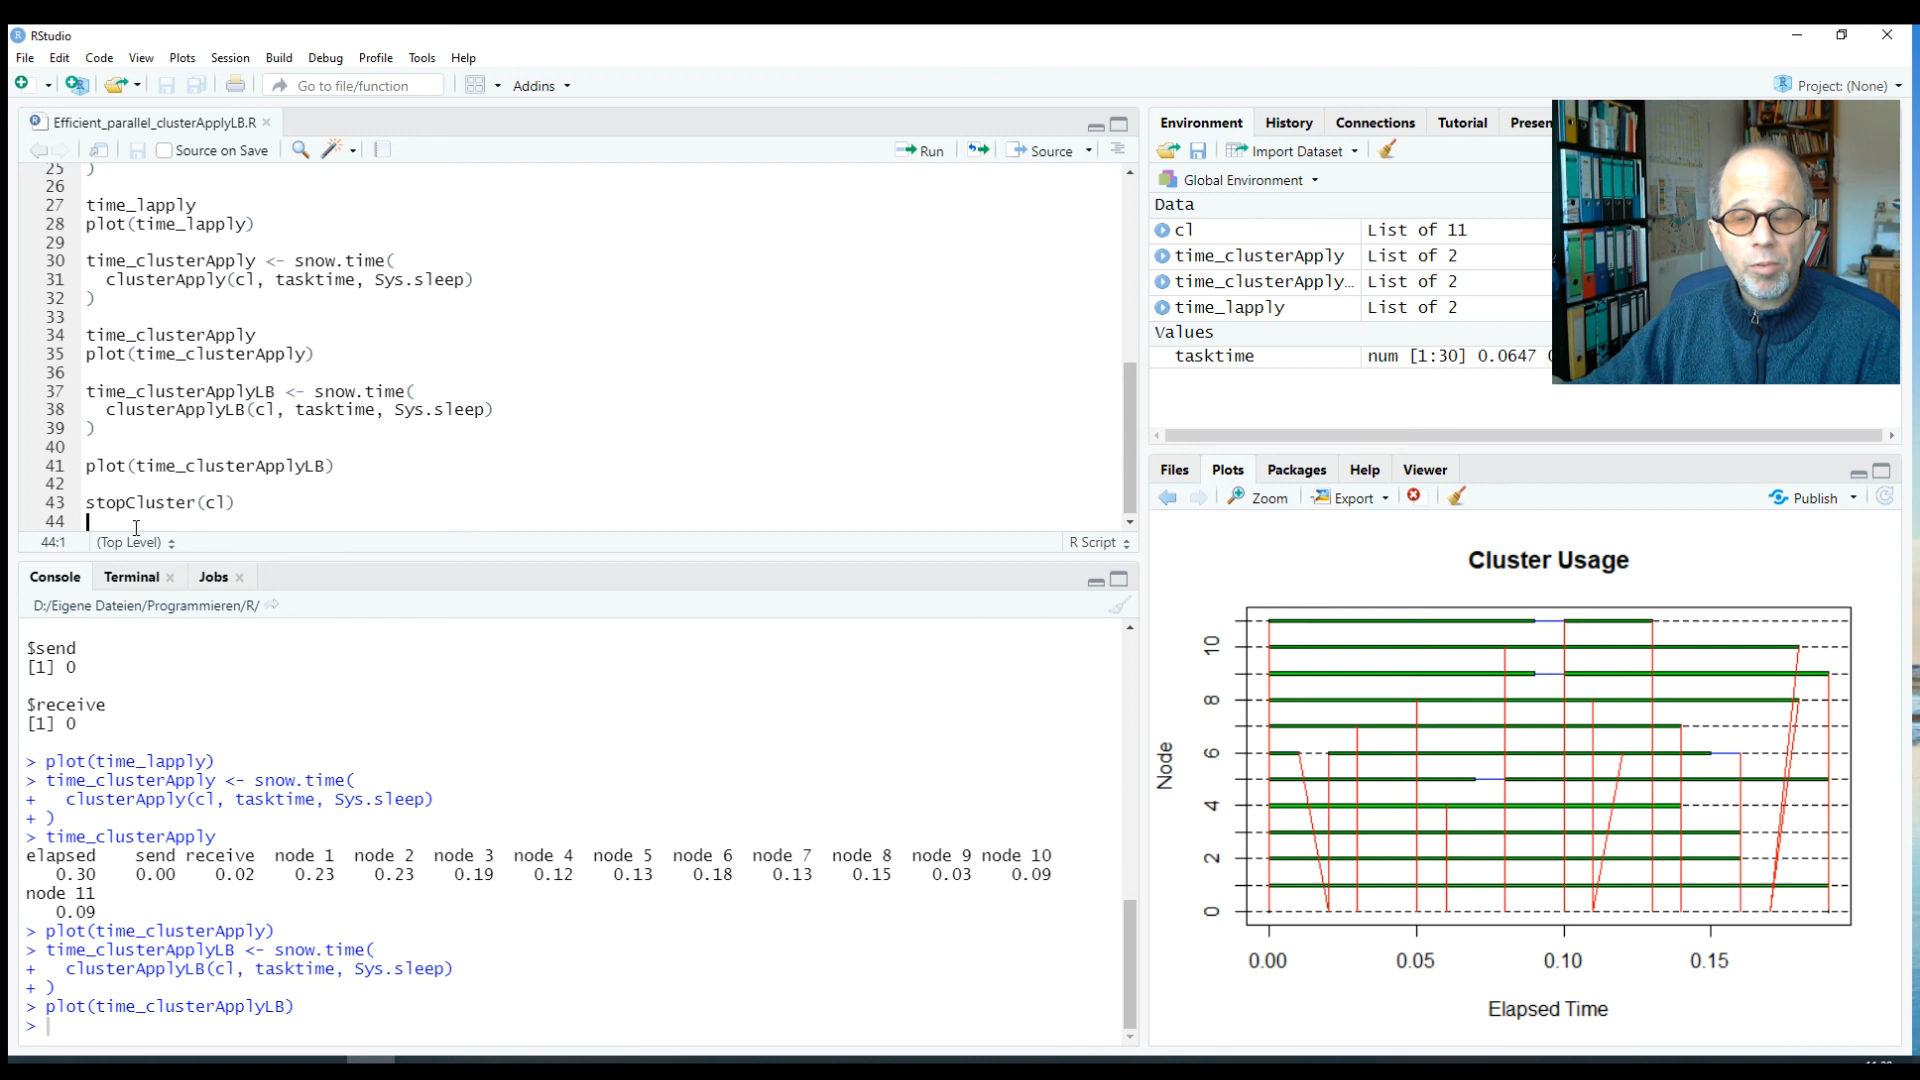 RStudio
File Edit Code View Plots Session Build Debug Profile Tools Help
Go to file/function Addins Project: (None)
Efficient_parallel_clusterApplyLB.R
Source on Save Run Source
25 )
26
27 time_lapply
28 plot(time_lapply)
29
30 time_clusterApply <- snow.time(
31 clusterApply(cl, tasktime, Sys.sleep)
32 )
33
34 time_clusterApply
35 plot(time_clusterApply)
36
37 time_clusterApplyLB <- snow.time(
38 clusterApplyLB(cl, tasktime, Sys.sleep)
39 )
40
41 plot(time_clusterApplyLB)
42
43 stopCluster(cl)
44
44:1 (Top Level) R Script
Console Terminal Jobs
D:/Eigene Dateien/Programmieren/R/
$send
[1] 0
$receive
[1] 0
> plot(time_lapply)
> time_clusterApply <- snow.time(
+ clusterApply(cl, tasktime, Sys.sleep)
+ )
> time_clusterApply
elapsed send receive node 1 node 2 node 3 node 4 node 5 node 6 node 7 node 8 node 9 node 10
0.30 0.00 0.02 0.23 0.23 0.19 0.12 0.13 0.18 0.13 0.15 0.03 0.09
node 11
0.09
> plot(time_clusterApply)
> time_clusterApplyLB <- snow.time(
+ clusterApplyLB(cl, tasktime, Sys.sleep)
+ )
> plot(time_clusterApplyLB)
>
Environment History Connections Tutorial Presen
Import Dataset
Global Environment
Data
cl List of 11
time_clusterApply List of 2
time_clusterApply… List of 2
time_lapply List of 2
Values
tasktime num [1:30] 0.0647
Files Plots Packages Help Viewer
Zoom Export Publish
Cluster Usage
Node
10
8
6
4
2
0
0.00 0.05 0.10 0.15
Elapsed Time